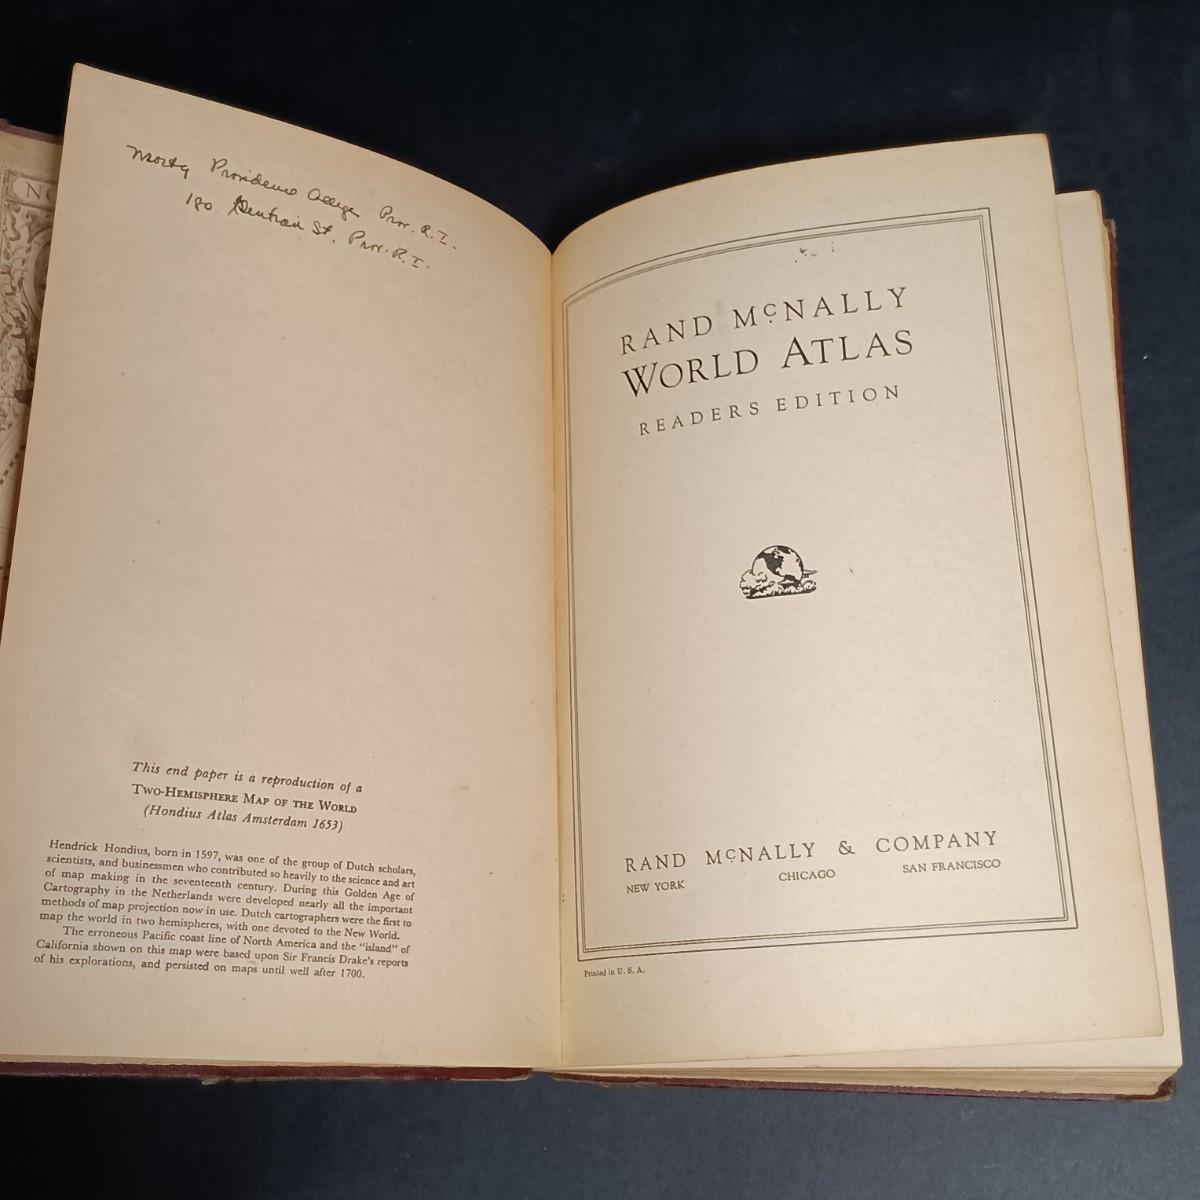 NO
Morty Providence College Prov. R.I.
180 St. Prov. R.I.
This end paper is a reproduction of a
TWO-HEMISPHERE MAP OF THE WORLD
(Hondius Atlas Amsterdam 1653)
Hendrick Hondius, born in 1597, was one of the group of Dutch scholars,
scientists, and businessmen who contributed so heavily to the science and art
of map making in the seventeenth century. During this Golden Age of
Cartography in the Netherlands were developed nearly all the important
methods of map projection now in use. Dutch cartographers were the first to
map the world in two hemispheres, with one devoted to the New World.
The erroneous Pacific coast line of North America and the "island" of
California shown on this map were based upon Sir Francis Drake's reports
of his explorations, and persisted on maps until well after 1700.
RAND McNALLY
WORLD ATLAS
READERS EDITION
RAND McNALLY & COMPANY
NEW YORK CHICAGO SAN FRANCISCO
Printed in U. S. A.